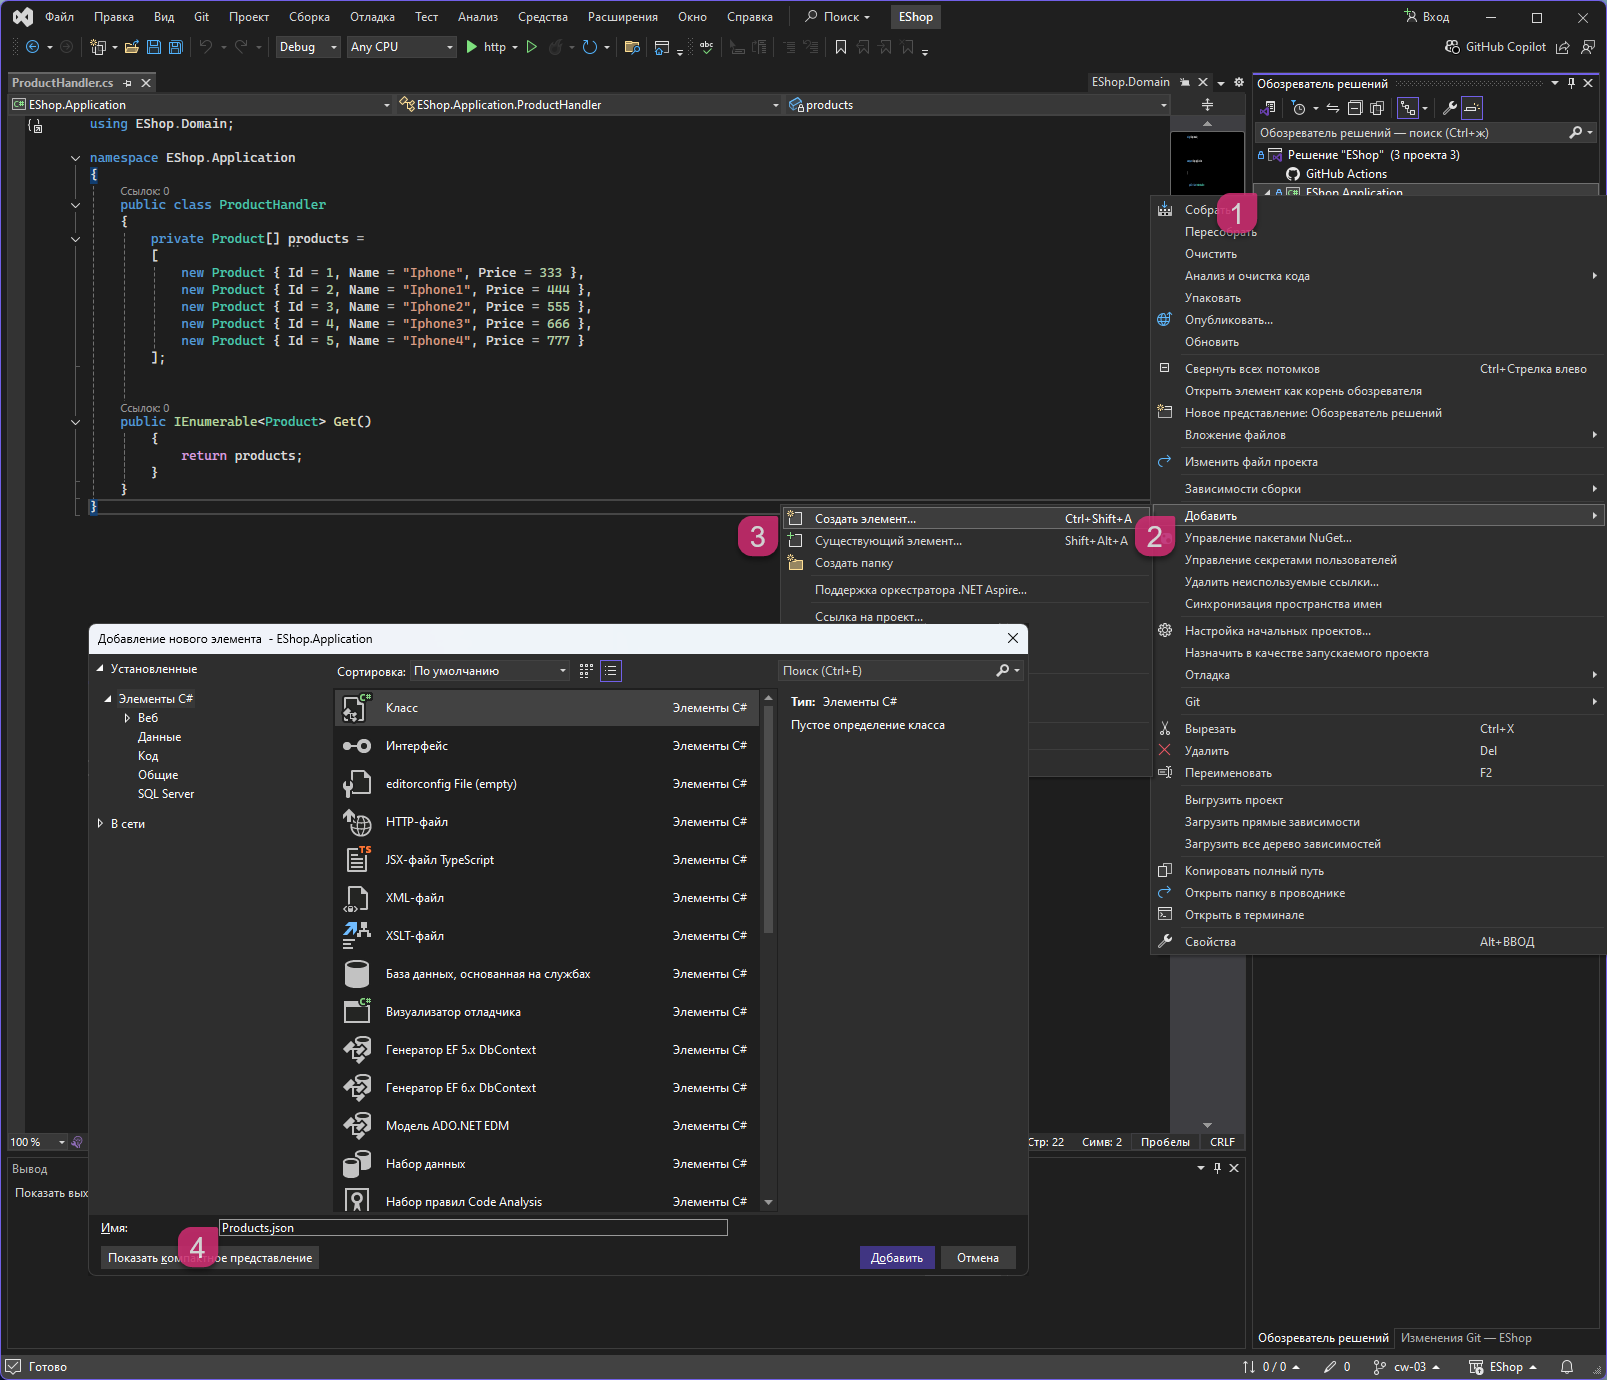 Файл Правка Вид Git Проект Сборка Отладка Тест Анализ Средства Расширения Окно Справка Поиск EShop Вход
Debug Any CPU http abc GitHub Copilot
ProductHandler.cs EShop.Domain
EShop.Application EShop.Application.ProductHandler products
using EShop.Domain;
namespace EShop.Application
{
Ссылок: 0
public class ProductHandler
{
private Product[] products =
[
new Product { Id = 1, Name = "Iphone", Price = 333 },
new Product { Id = 2, Name = "Iphone1", Price = 444 },
new Product { Id = 3, Name = "Iphone2", Price = 555 },
new Product { Id = 4, Name = "Iphone3", Price = 666 },
new Product { Id = 5, Name = "Iphone4", Price = 777 }
];
Ссылок: 0
public IEnumerable<Product> Get()
{
return products;
}
}
}
Обозреватель решений
Обозреватель решений — поиск (Ctrl+ж)
Решение "EShop" (3 проекта 3)
GitHub Actions
EShop.Application
1
Собрать
Пересобрать
Очистить
Анализ и очистка кода
Упаковать
Опубликовать...
Обновить
Свернуть всех потомков Ctrl+Стрелка влево
Открыть элемент как корень обозревателя
Новое представление: Обозреватель решений
Вложение файлов
Изменить файл проекта
Зависимости сборки
2
Добавить
Управление пакетами NuGet...
Управление секретами пользователей
Удалить неиспользуемые ссылки...
Синхронизация пространства имен
Настройка начальных проектов...
Назначить в качестве запускаемого проекта
Отладка
Git
Вырезать Ctrl+X
Удалить Del
Переименовать F2
Выгрузить проект
Загрузить прямые зависимости
Загрузить все дерево зависимостей
Копировать полный путь
Открыть папку в проводнике
Открыть в терминале
Свойства Alt+ВВОД
3
Создать элемент... Ctrl+Shift+A
Существующий элемент... Shift+Alt+A
Создать папку
Поддержка оркестратора .NET Aspire...
Ссылка на проект...
Добавление нового элемента - EShop.Application
Установленные
Элементы C#
Веб
Данные
Код
Общие
SQL Server
В сети
Сортировка: По умолчанию
Поиск (Ctrl+E)
Класс Элементы C#
Интерфейс Элементы C#
editorconfig File (empty) Элементы C#
HTTP-файл Элементы C#
JSX-файл TypeScript Элементы C#
XML-файл Элементы C#
XSLT-файл Элементы C#
База данных, основанная на службах Элементы C#
Визуализатор отладчика Элементы C#
Генератор EF 5.x DbContext Элементы C#
Генератор EF 6.x DbContext Элементы C#
Модель ADO.NET EDM Элементы C#
Набор данных Элементы C#
Набор правил Code Analysis Элементы C#
Тип: Элементы C#
Пустое определение класса
Имя: Products.json
4
Показать компактное представление Добавить Отмена
100 % Стр: 22 Симв: 2 Пробелы CRLF
Вывод
Показать вых
Обозреватель решений Изменения Git — EShop
Готово 0 / 0 0 cw-03 EShop